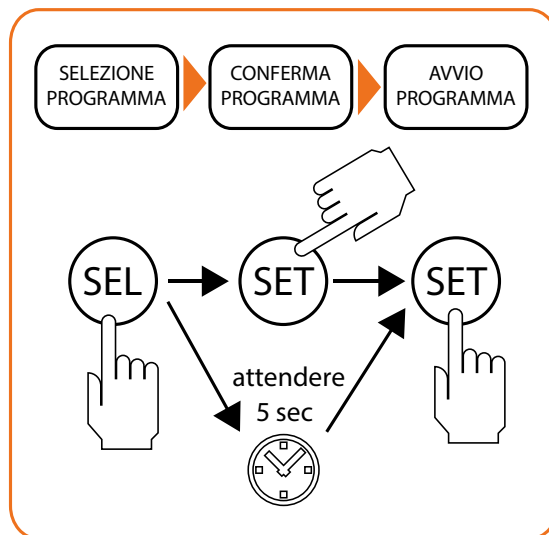 SELEZIONE
PROGRAMMA
CONFERMA
PROGRAMMA
AVVIO
PROGRAMMA
SEL
SET
SET
attendere
5 sec